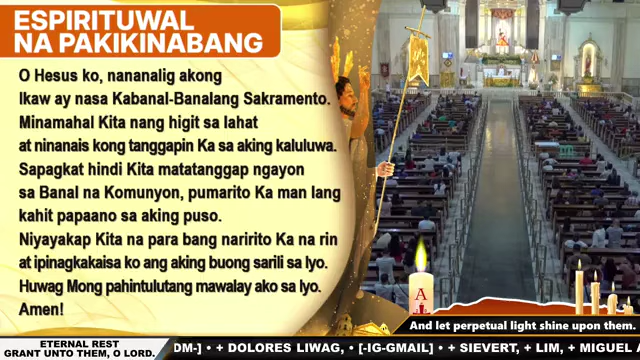 ESPIRITUWAL
NA PAKIKINABANG
O Hesus ko, nananalig akong
Ikaw ay nasa Kabanal-Banalang Sakramento.
Minamahal Kita nang higit sa lahat
at ninanais kong tanggapin Ka sa aking kaluluwa.
Sapagkat hindi Kita matatanggap ngayon
sa Banal na Komunyon, pumarito Ka man lang
kahit papaano sa aking puso.
Niyayakap Kita na para bang naririto Ka na rin
at ipinagkakaisa ko ang aking buong sarili sa Iyo.
Huwag Mong pahintulutang mawalay ako sa Iyo.
Amen!
A
And let perpetual light shine upon them.
ETERNAL REST
GRANT UNTO THEM, O LORD.
DM-] • + DOLORES LIWAG, • [-IG-GMAIL] • + SIEVERT, + LIM, + MIGUEL